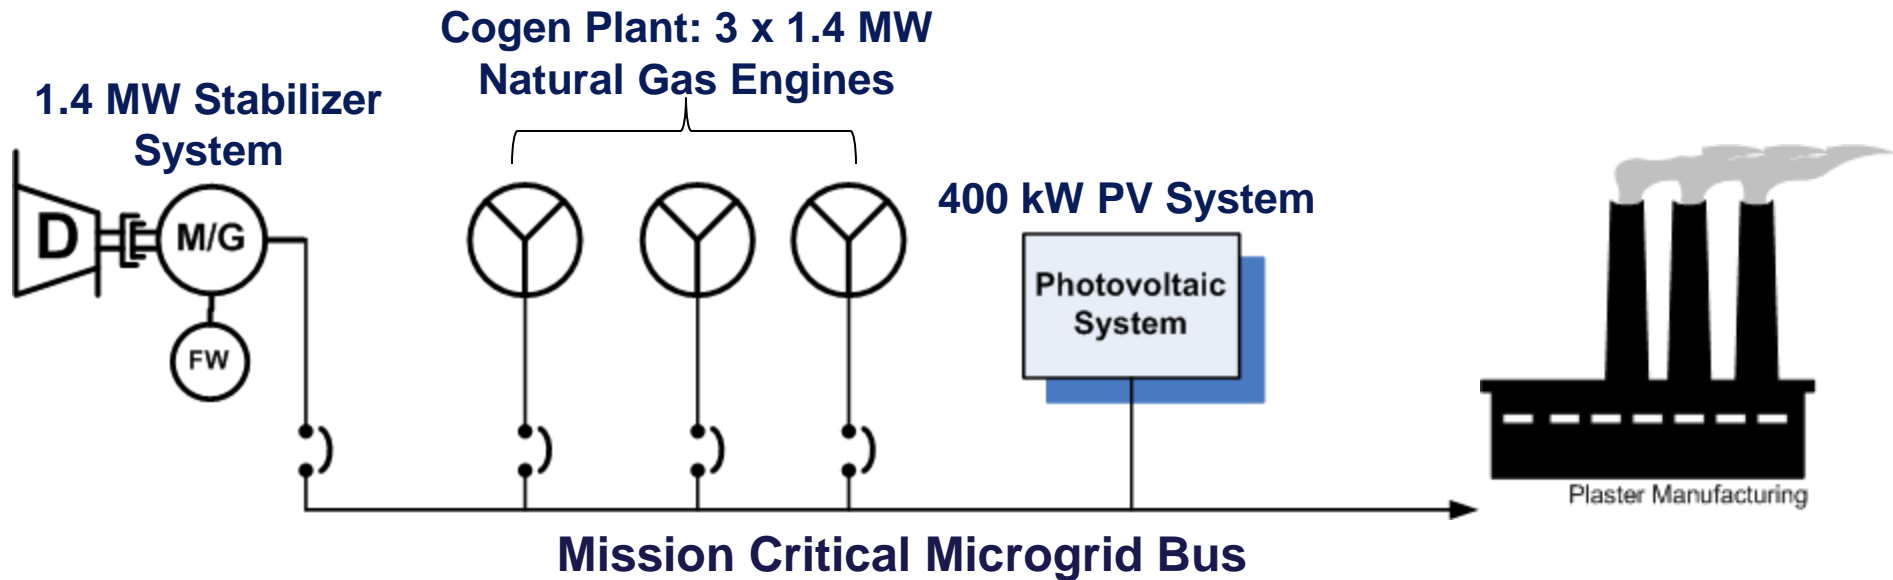 Cogen Plant: 3 x 1.4 MW
Natural Gas Engines
1.4 MW Stabilizer
System
D
M/G
FW
400 kW PV System
Photovoltaic
System
Plaster Manufacturing
Mission Critical Microgrid Bus